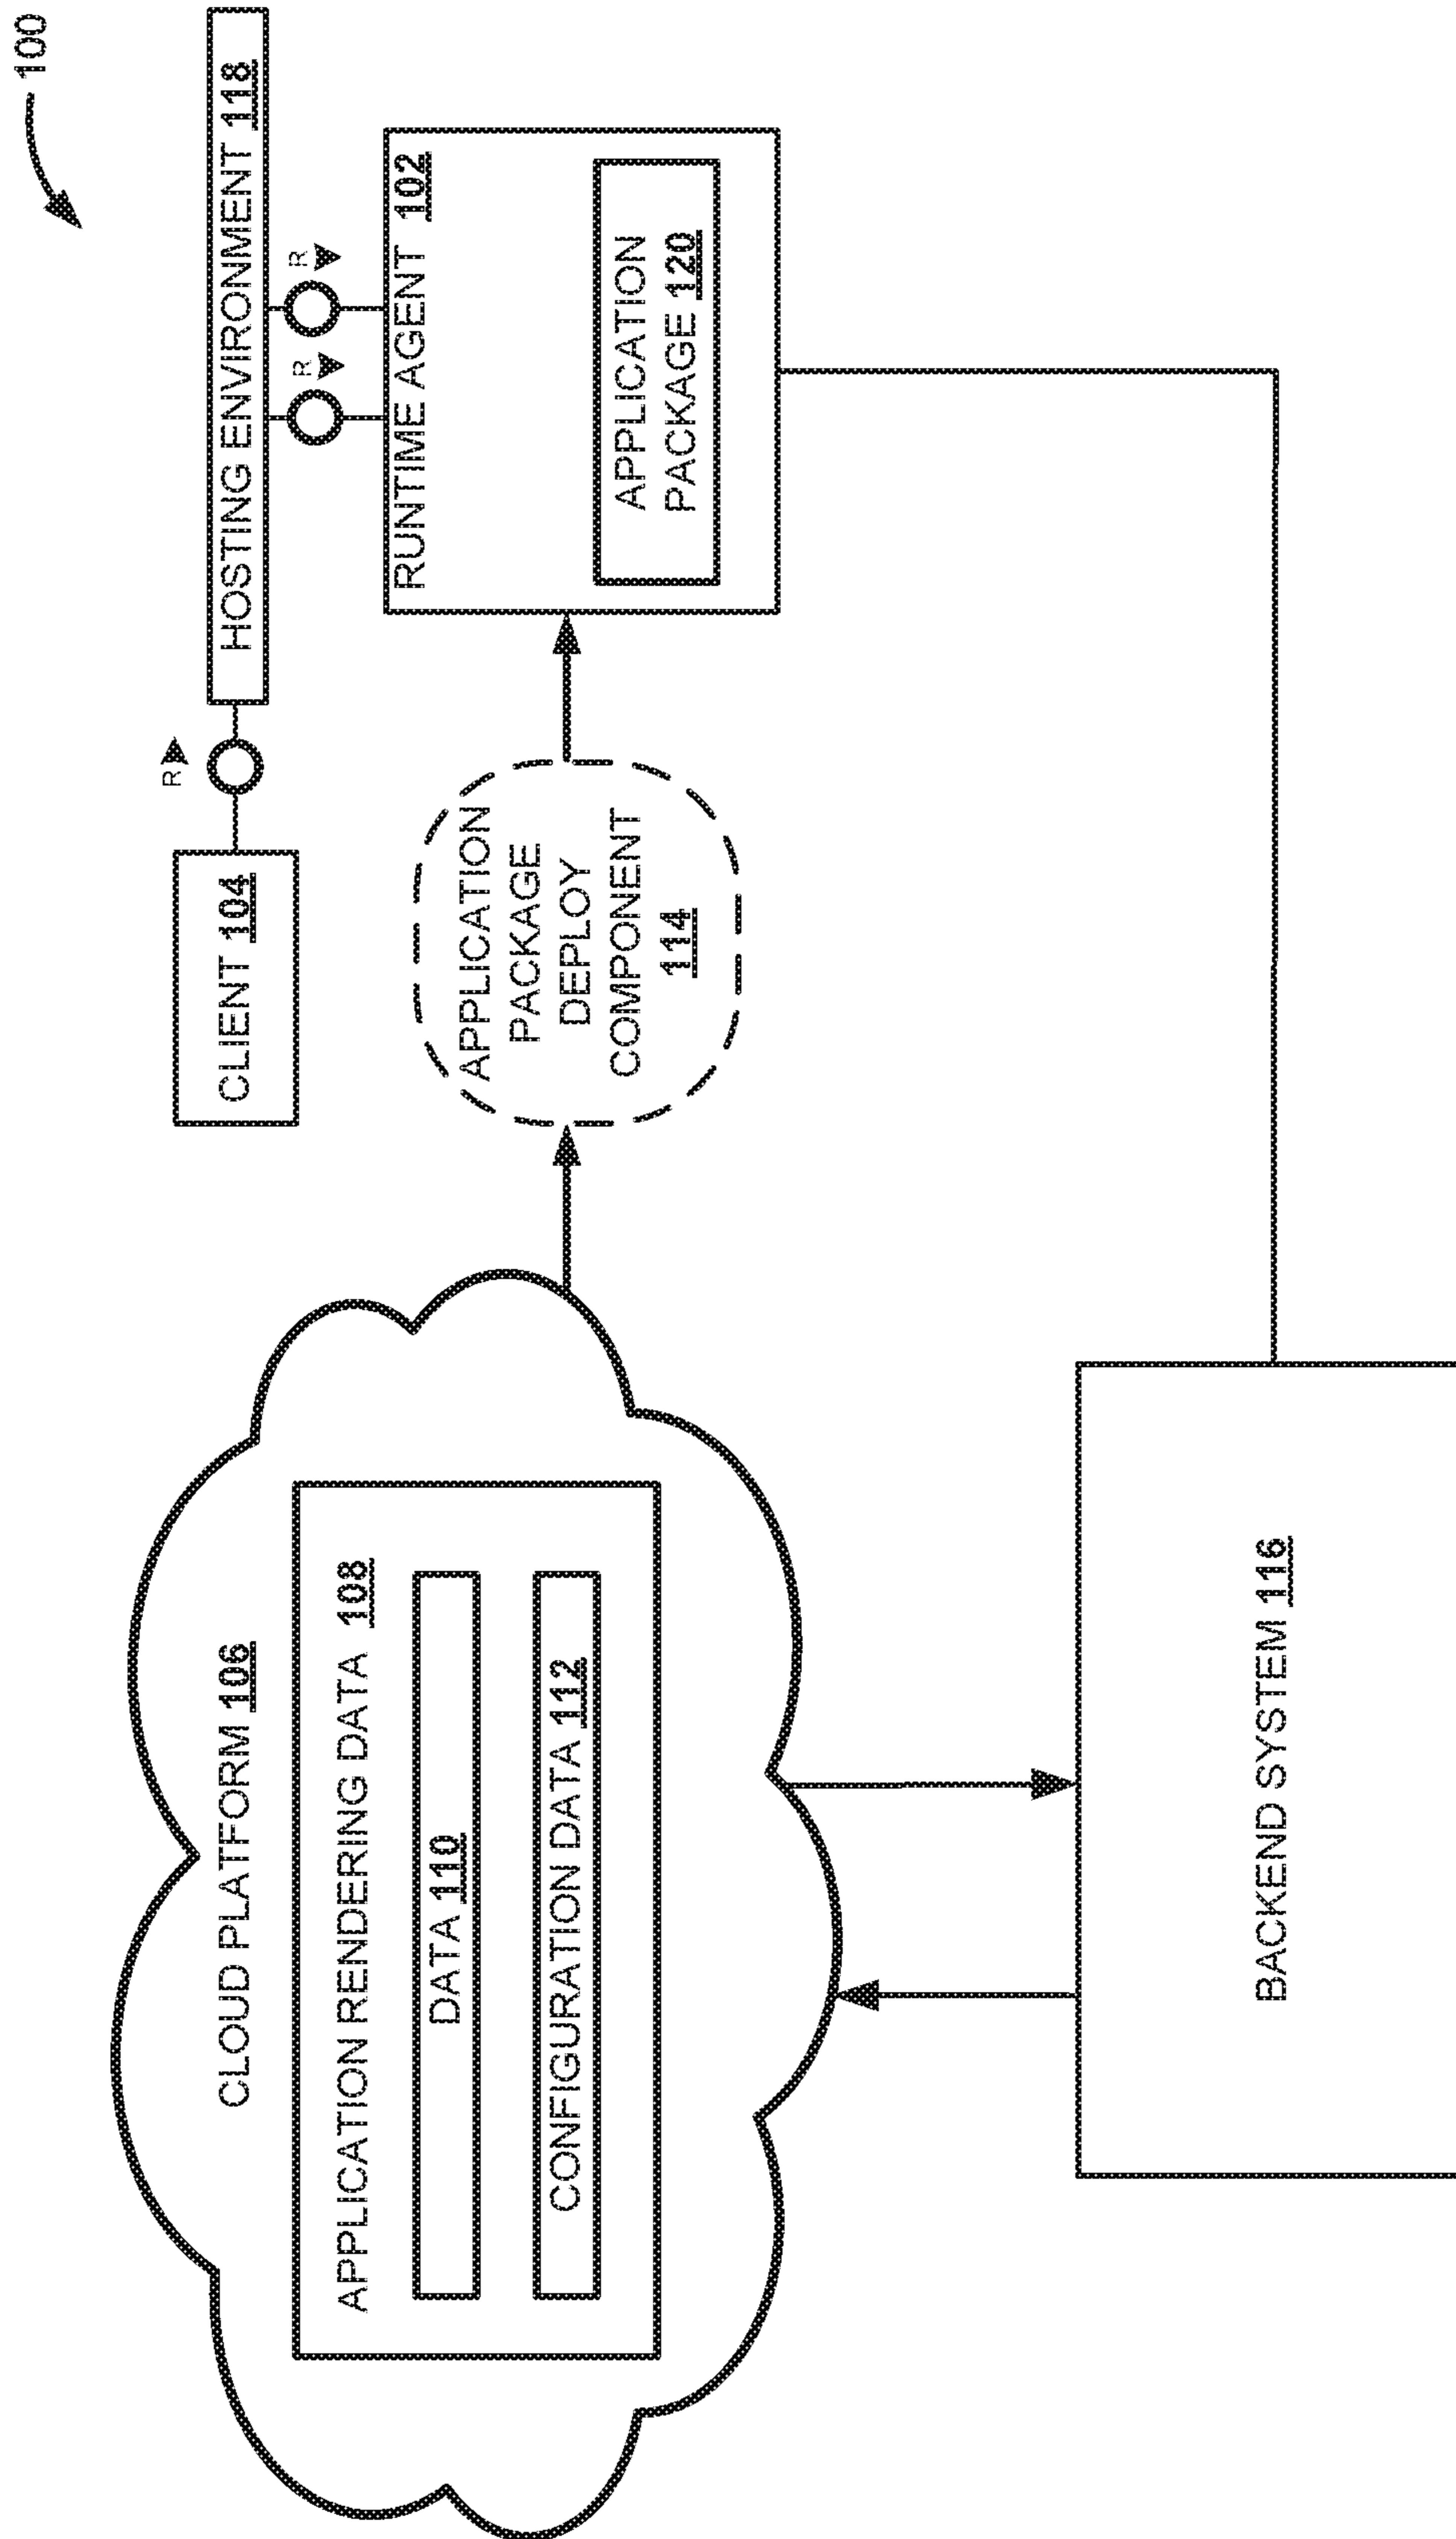 100
CLIENT 104
R
HOSTING ENVIRONMENT 118
R
R
CLOUD PLATFORM 106
APPLICATION RENDERING DATA 108
DATA 110
CONFIGURATION DATA 112
APPLICATION
PACKAGE
DEPLOY
COMPONENT
114
RUNTIME AGENT 102
APPLICATION
PACKAGE 120
BACKEND SYSTEM 116